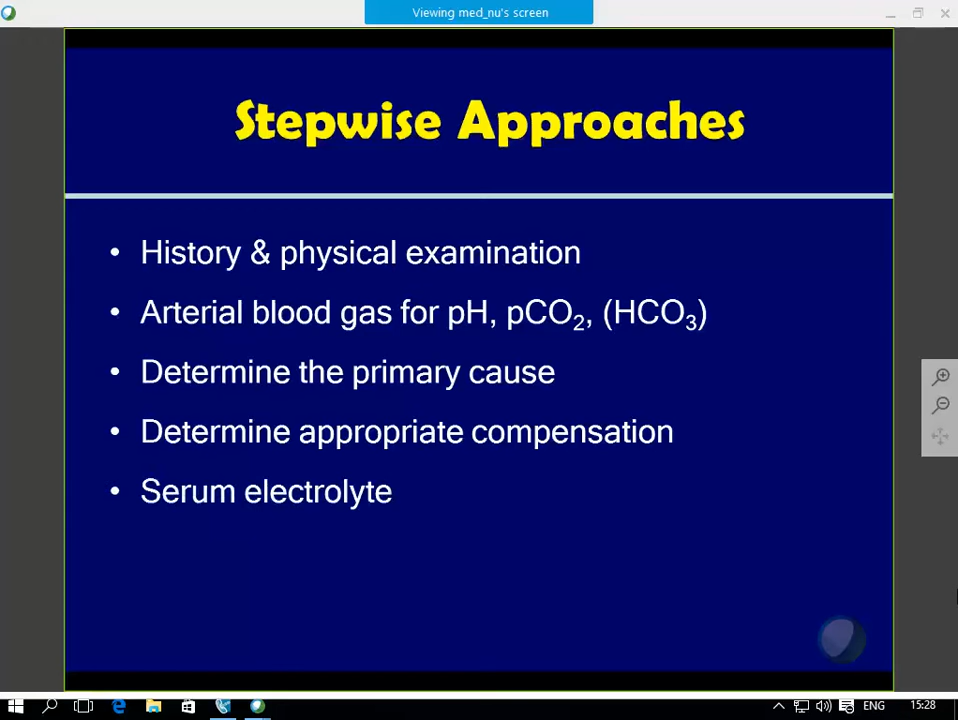 Viewing med_nu's screen
Stepwise Approaches
• History & physical examination
• Arterial blood gas for pH, pCO₂, (HCO₃)
• Determine the primary cause
• Determine appropriate compensation
• Serum electrolyte
ENG
15:28